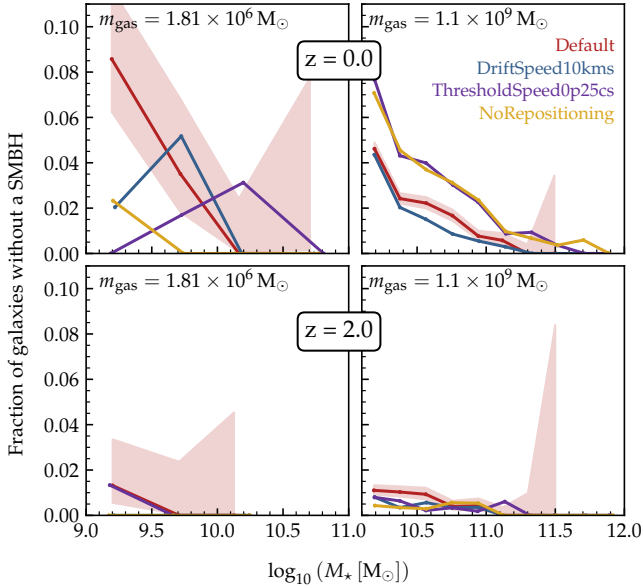 m_gas = 1.81 × 10^6 M_⊙
m_gas = 1.1 × 10^9 M_⊙
z = 0.0
Default
DriftSpeed10kms
ThresholdSpeed0p25cs
NoRepositioning
0.10
0.08
0.06
0.04
0.02
0.00
m_gas = 1.81 × 10^6 M_⊙
m_gas = 1.1 × 10^9 M_⊙
z = 2.0
0.10
0.08
0.06
0.04
0.02
0.00
Fraction of galaxies without a SMBH
9.0 9.5 10.0 10.5 11.0 10.5 11.0 11.5 12.0
log_10 (M_⋆ [M_⊙])